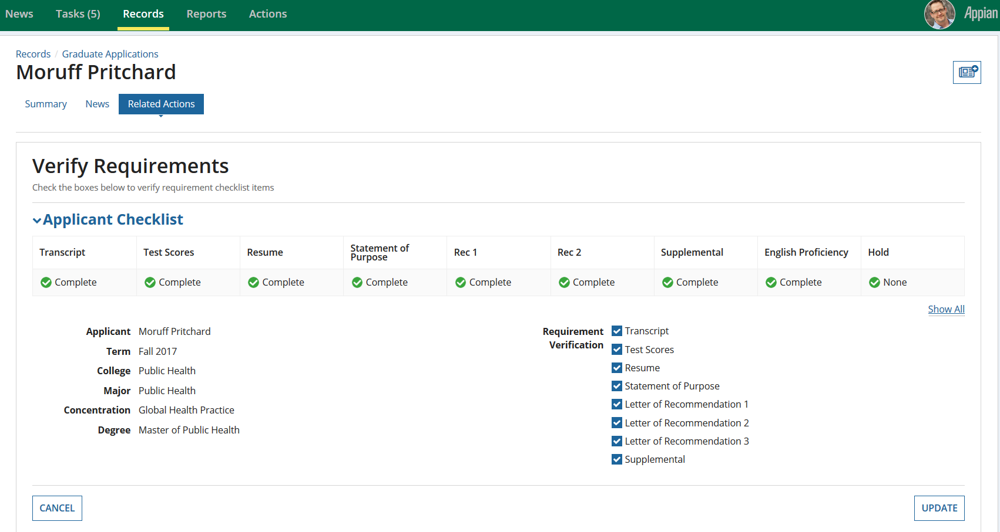 News Tasks (5) Records Reports Actions Appian
Records / Graduate Applications
Moruff Pritchard
Summary News Related Actions
Verify Requirements
Check the boxes below to verify requirement checklist items
Applicant Checklist
Transcript Test Scores Resume Statement of Purpose Rec 1 Rec 2 Supplemental English Proficiency Hold
Complete Complete Complete Complete Complete Complete Complete Complete None
Show All
Applicant Moruff Pritchard
Term Fall 2017
College Public Health
Major Public Health
Concentration Global Health Practice
Degree Master of Public Health
Requirement Verification
Transcript
Test Scores
Resume
Statement of Purpose
Letter of Recommendation 1
Letter of Recommendation 2
Letter of Recommendation 3
Supplemental
CANCEL UPDATE